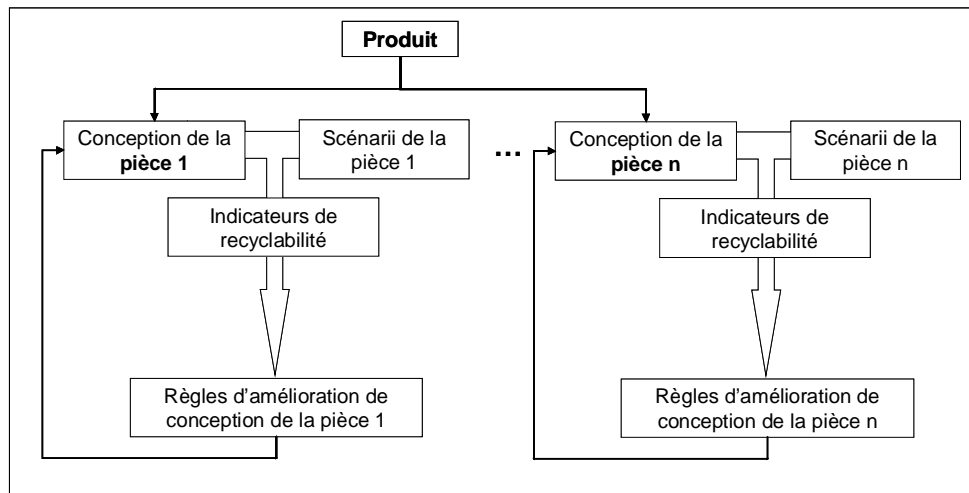 Produit
Conception de la
pièce 1
Scénarii de la
pièce 1
Indicateurs de
recyclabilité
Règles d'amélioration de
conception de la pièce 1
...
Conception de la
pièce n
Scénarii de la
pièce n
Indicateurs de
recyclabilité
Règles d'amélioration de
conception de la pièce n